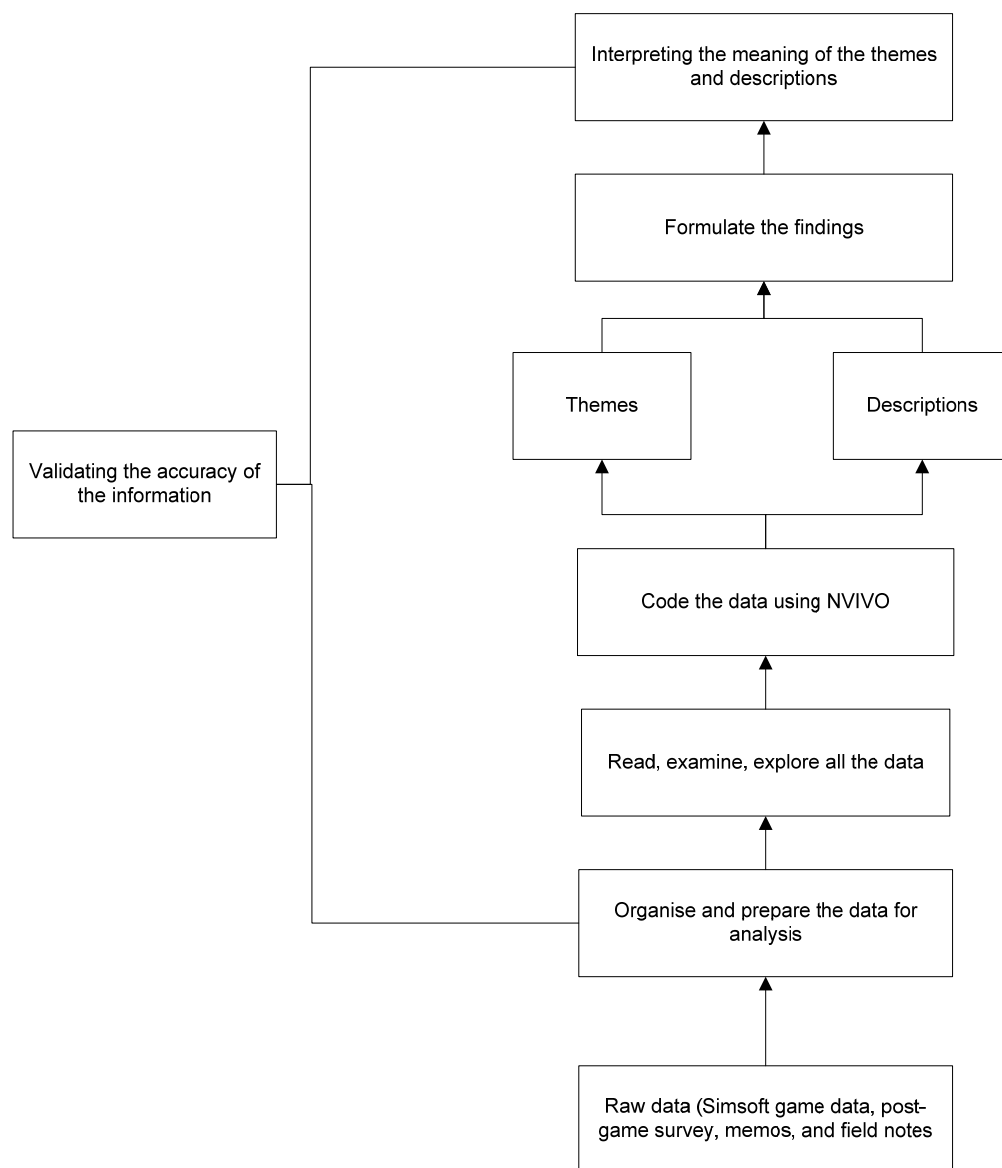 Interpreting the meaning of the themes
and descriptions
Formulate the findings
Themes
Descriptions
Validating the accuracy of
the information
Code the data using NVIVO
Read, examine, explore all the data
Organise and prepare the data for
analysis
Raw data (Simsoft game data, post-
game survey, memos, and field notes